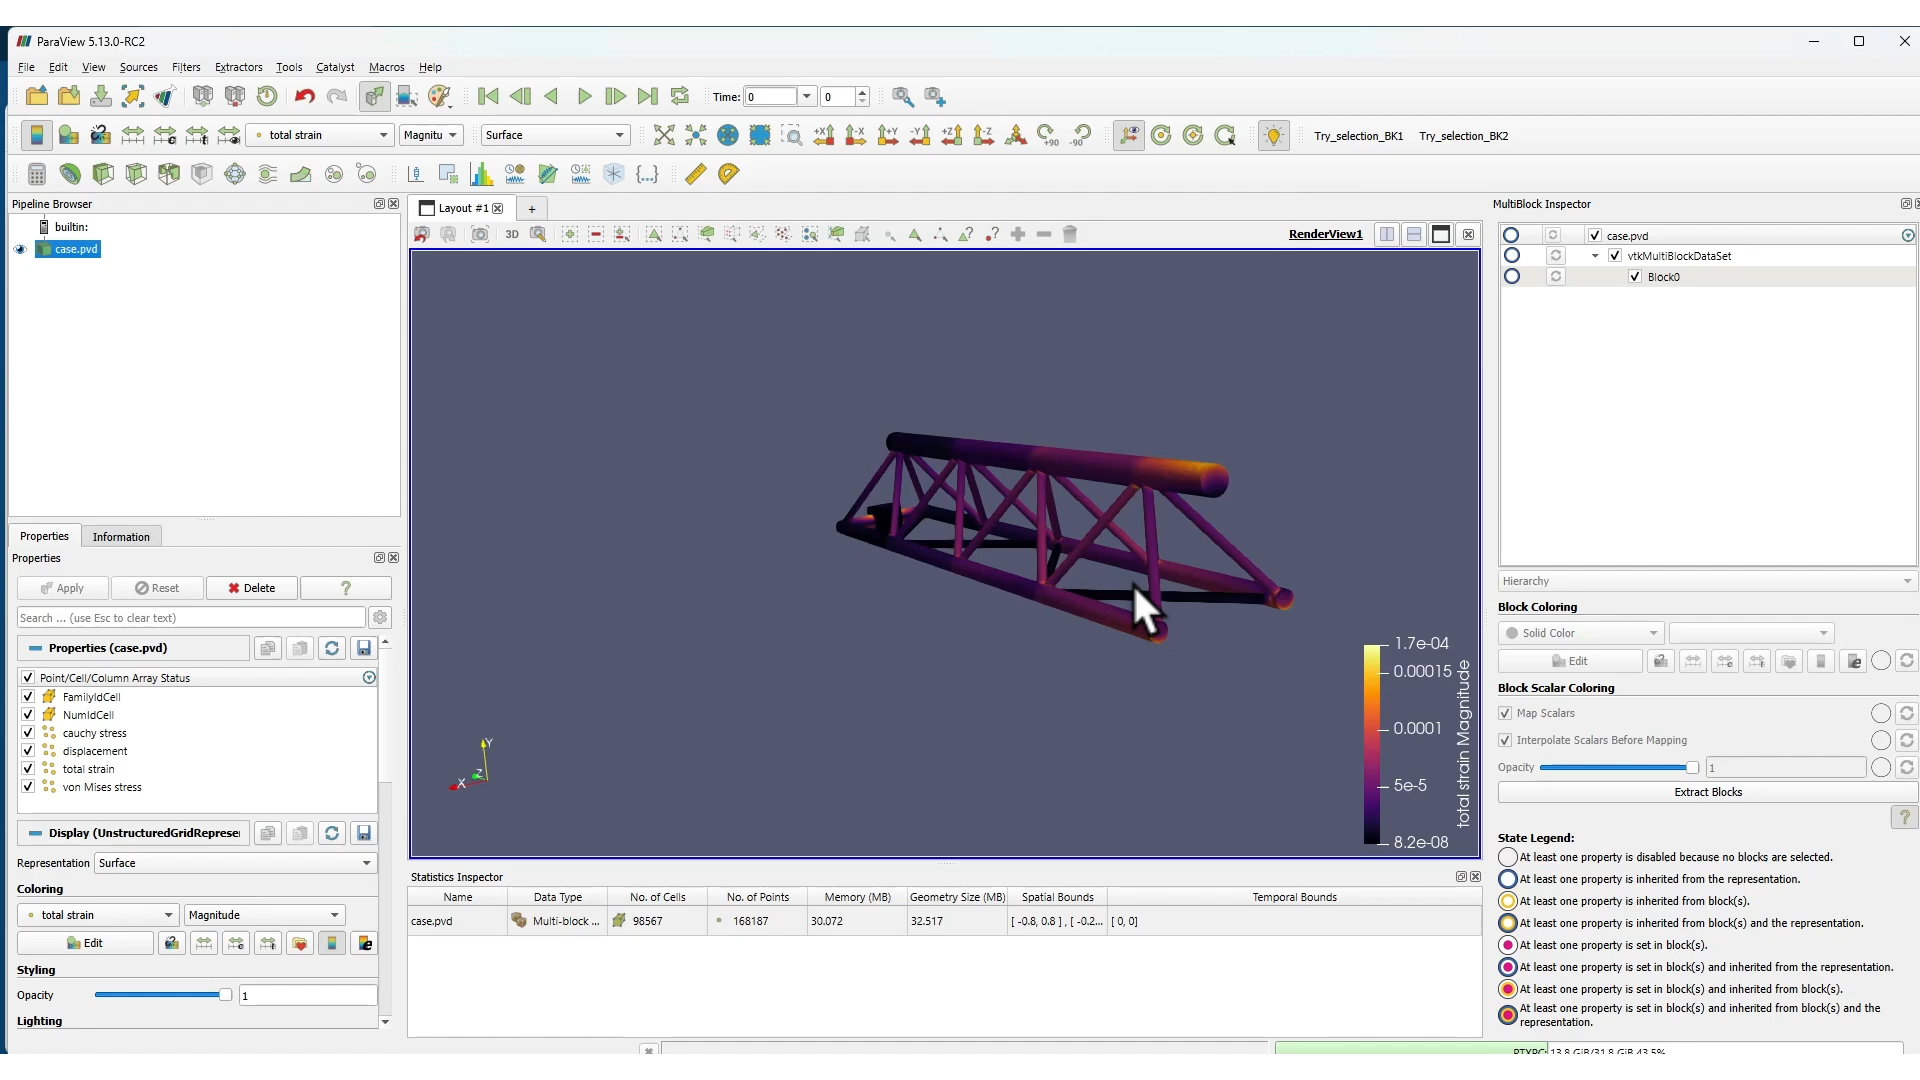 ParaView 5.13.0-RC2
File Edit View Sources Filters Extractors Tools Catalyst Macros Help
Time: 0 0
total strain Magnitu Surface +X -X +Y -Y +Z -Z +90 -90 Try_selection_BK1 Try_selection_BK2
Pipeline Browser
builtin:
case.pvd
Layout #1 +
3D RenderView1
Y
Z
X
1.7e-04
0.00015
0.0001
5e-5
8.2e-08
total strain Magnitude
Properties Information
Properties
Apply Reset Delete ?
Search ... (use Esc to clear text)
Properties (case.pvd)
Point/Cell/Column Array Status
FamilyIdCell
NumIdCell
cauchy stress
displacement
total strain
von Mises stress
Display (UnstructuredGridRepreser
Representation Surface
Coloring
total strain Magnitude
Edit
Styling
Opacity 1
Lighting
Statistics Inspector
Name Data Type No. of Cells No. of Points Memory (MB) Geometry Size (MB) Spatial Bounds Temporal Bounds
case.pvd Multi-block ... 98567 168187 30.072 32.517 [ -0.8, 0.8 ] , [ -0.2... [ 0, 0]
MultiBlock Inspector
case.pvd
vtkMultiBlockDataSet
Block0
Hierarchy
Block Coloring
Solid Color
Edit
Block Scalar Coloring
Map Scalars
Interpolate Scalars Before Mapping
Opacity 1
Extract Blocks
?
State Legend:
At least one property is disabled because no blocks are selected.
At least one property is inherited from the representation.
At least one property is inherited from block(s).
At least one property is inherited from block(s) and the representation.
At least one property is set in block(s).
At least one property is set in block(s) and inherited from the representation.
At least one property is set in block(s) and inherited from block(s).
At least one property is set in block(s) and inherited from block(s) and the
representation.
13.8 GiB/31.8 GiB 43.5%